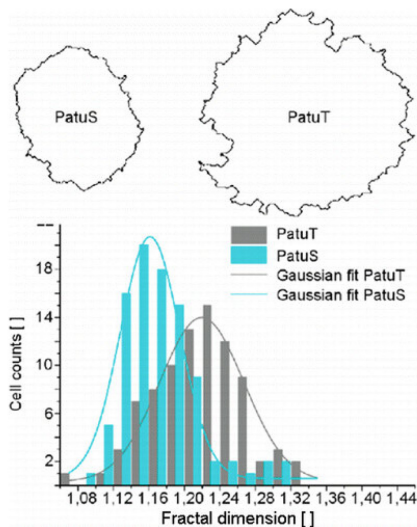 PatuS
PatuT
PatuT
PatuS
Gaussian fit PatuT
Gaussian fit PatuS
Cell counts [ ]
18
14
10
6
2
1,08 1,12 1,16 1,20 1,24 1,28 1,32 1,36 1,40 1,44
Fractal dimension [ ]